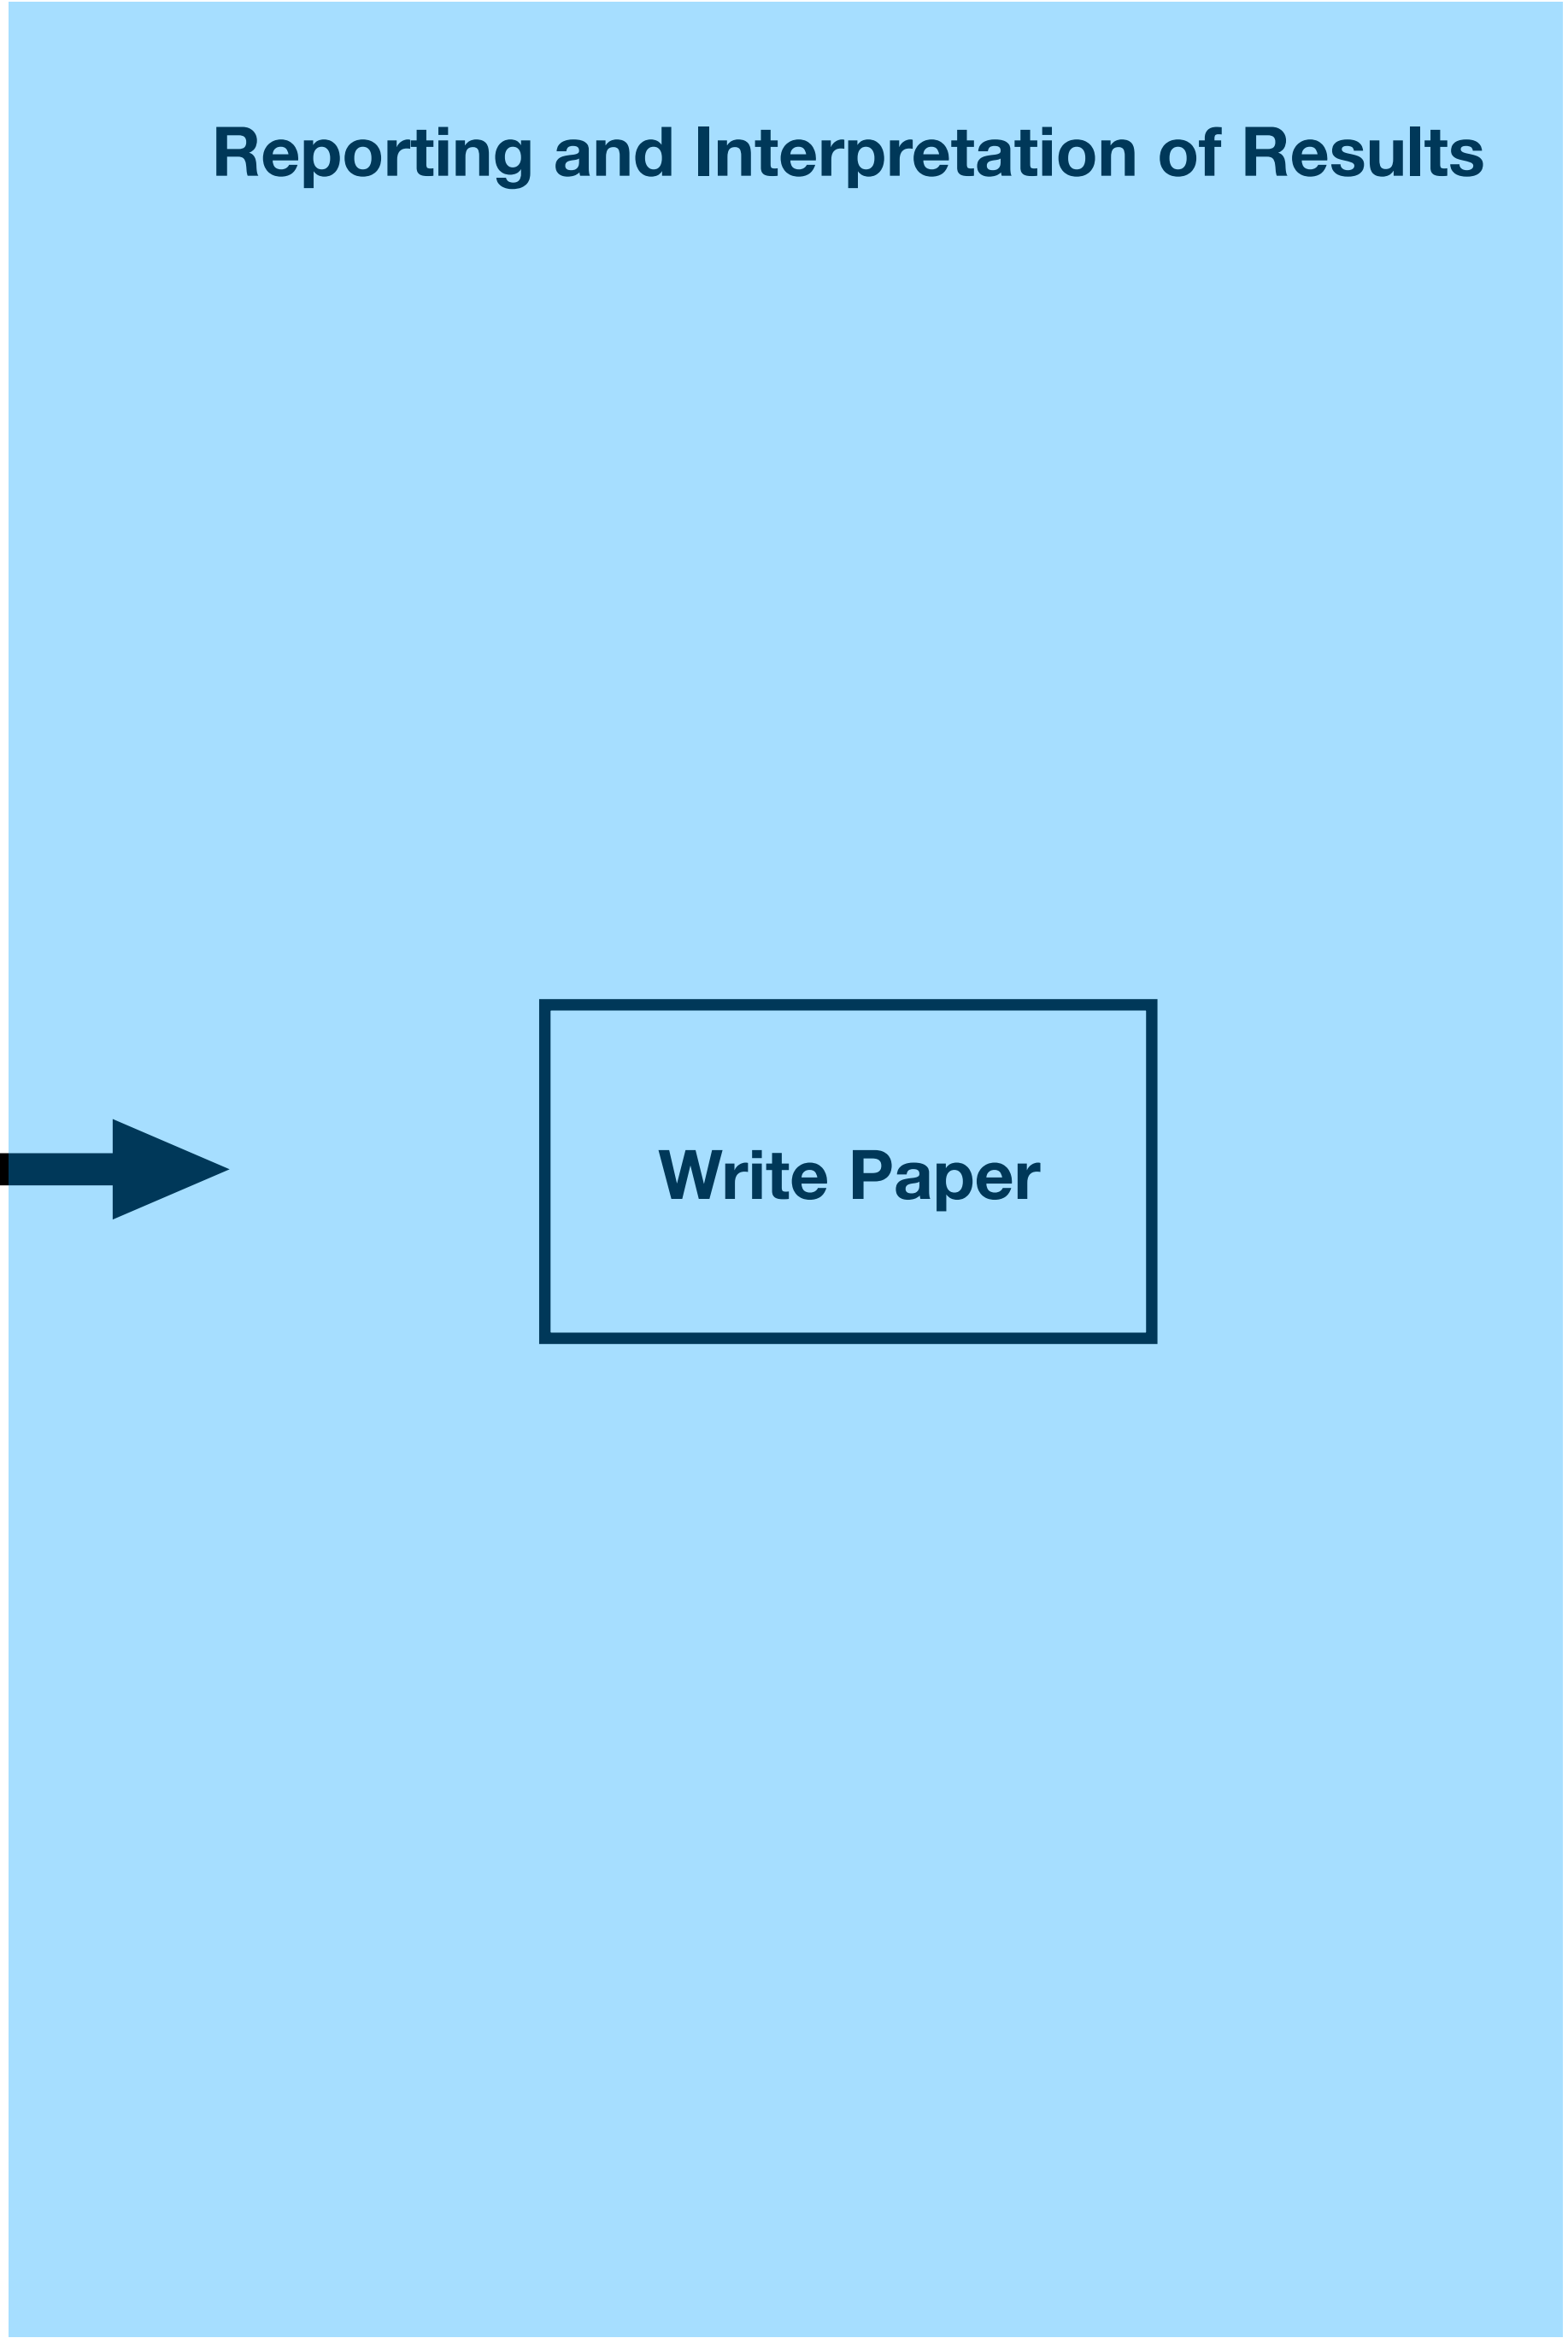 Reporting and Interpretation of Results
Write Paper